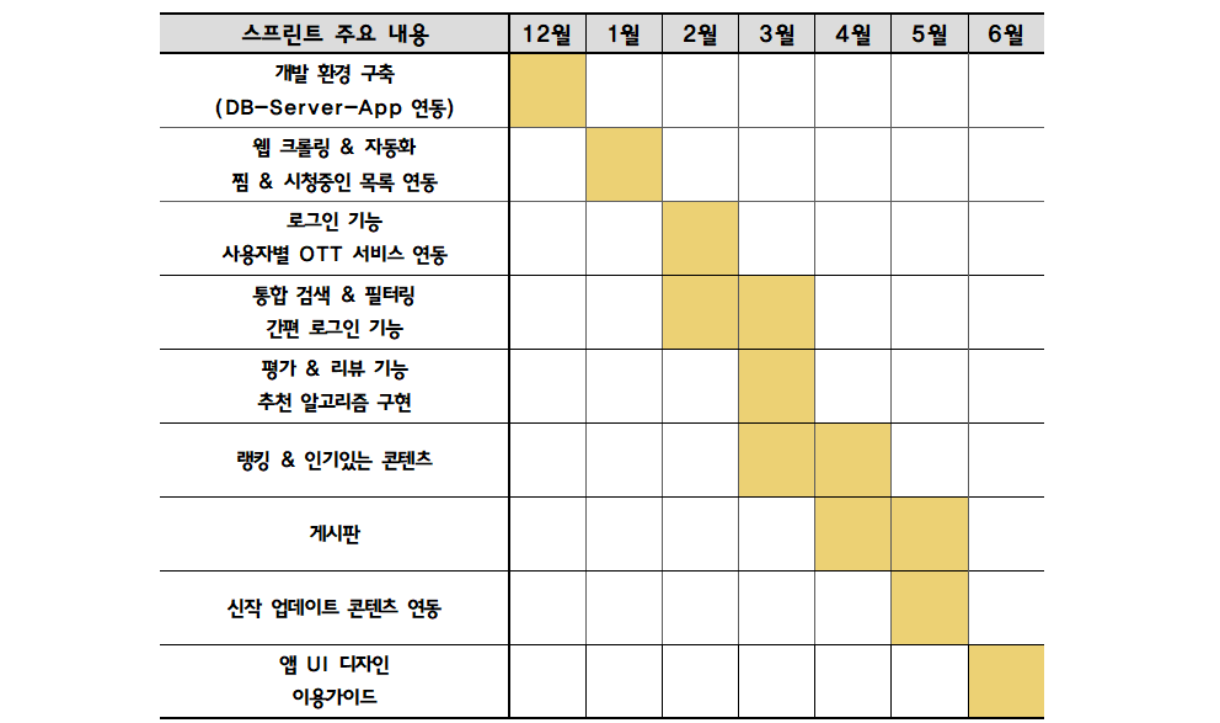 스프린트 주요 내용 12월 1월 2월 3월 4월 5월 6월
개발 환경 구축
(DB-Server-App 연동)
웹 크롤링 & 자동화
찜 & 시청중인 목록 연동
로그인 기능
사용자별 OTT 서비스 연동
통합 검색 & 필터링
간편 로그인 기능
평가 & 리뷰 기능
추천 알고리즘 구현
랭킹 & 인기있는 콘텐츠
게시판
신작 업데이트 콘텐츠 연동
앱 UI 디자인
이용가이드